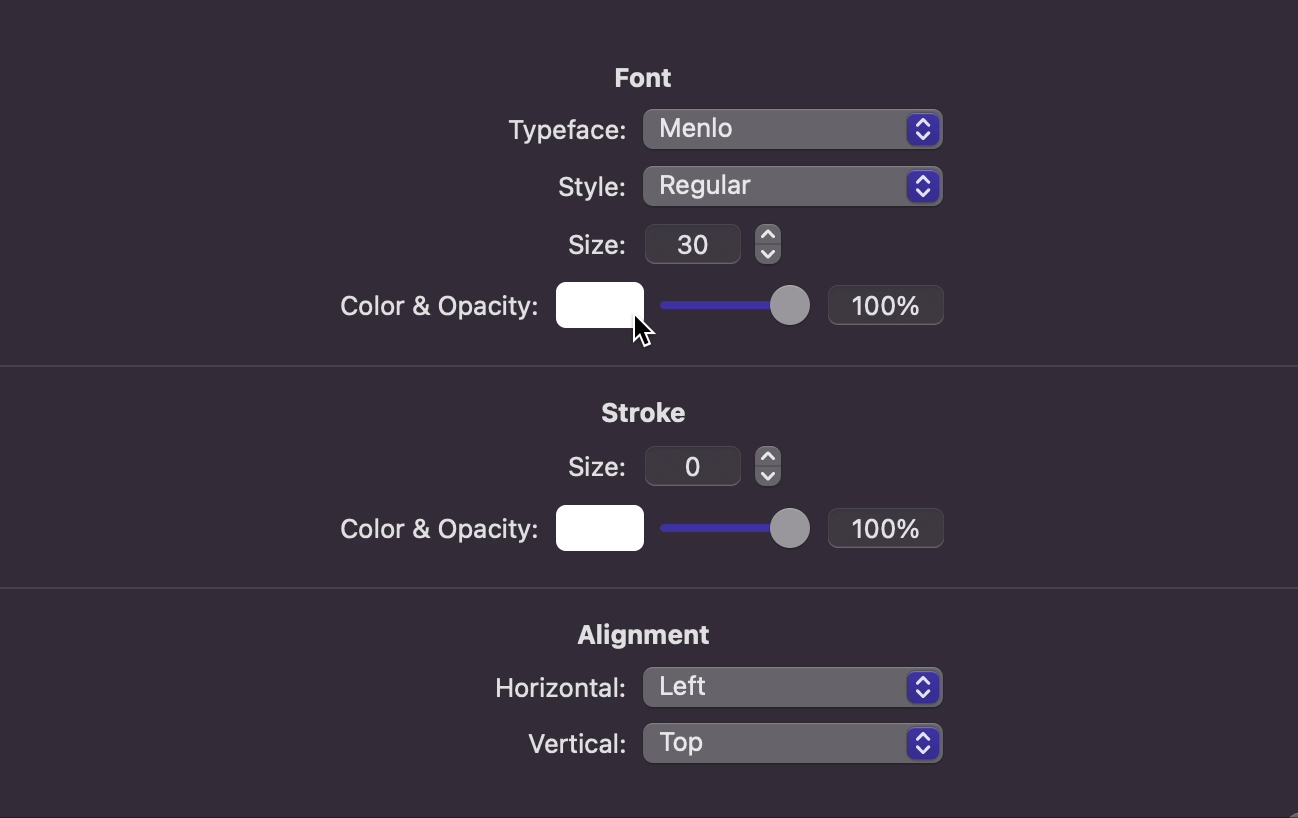 Font
Typeface: Menlo
Style: Regular
Size: 30
Color & Opacity: 100%
Stroke
Size: 0
Color & Opacity: 100%
Alignment
Horizontal: Left
Vertical: Top